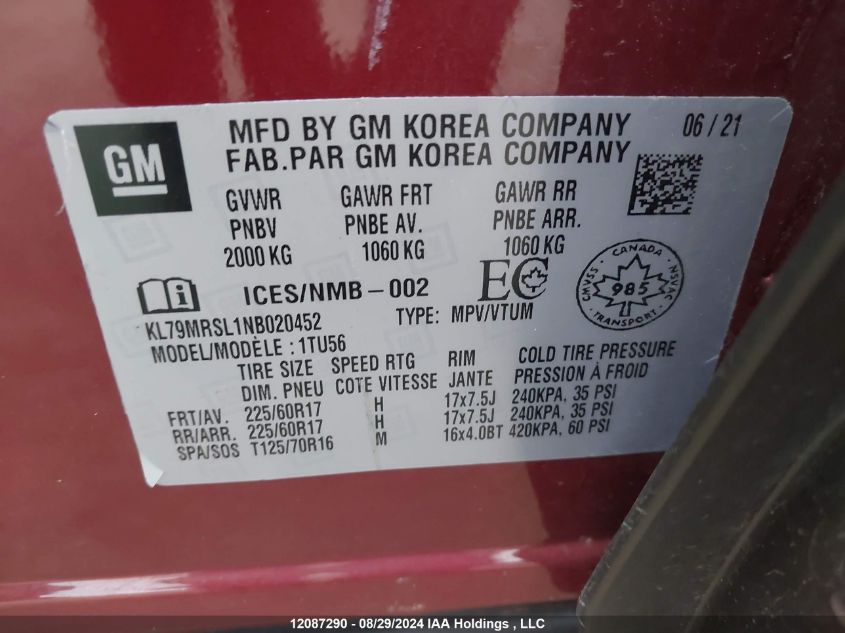 GM
MFD BY GM KOREA COMPANY 06/21
FAB.PAR GM KOREA COMPANY
GVWR GAWR FRT GAWR RR
PNBV PNBE AV. PNBE ARR.
2000 KG 1060 KG 1060 KG
i ICES/NMB-002 EC
CANADA
CMVSS 985 NSVAC
KL79MRSL1NB020452 TYPE: MPV/VTUM
MODEL/MODÈLE : 1TU56
TIRE SIZE SPEED RTG RIM COLD TIRE PRESSURE
DIM. PNEU COTE VITESSE JANTE PRESSION À FROID
FRT/AV. 225/60R17 H 17x7.5J 240KPA, 35 PSI
RR/ARR. 225/60R17 H 17x7.5J 240KPA, 35 PSI
SPA/SOS T125/70R16 M 16x4.0BT 420KPA, 60 PSI
12087290 - 08/29/2024 IAA Holdings , LLC